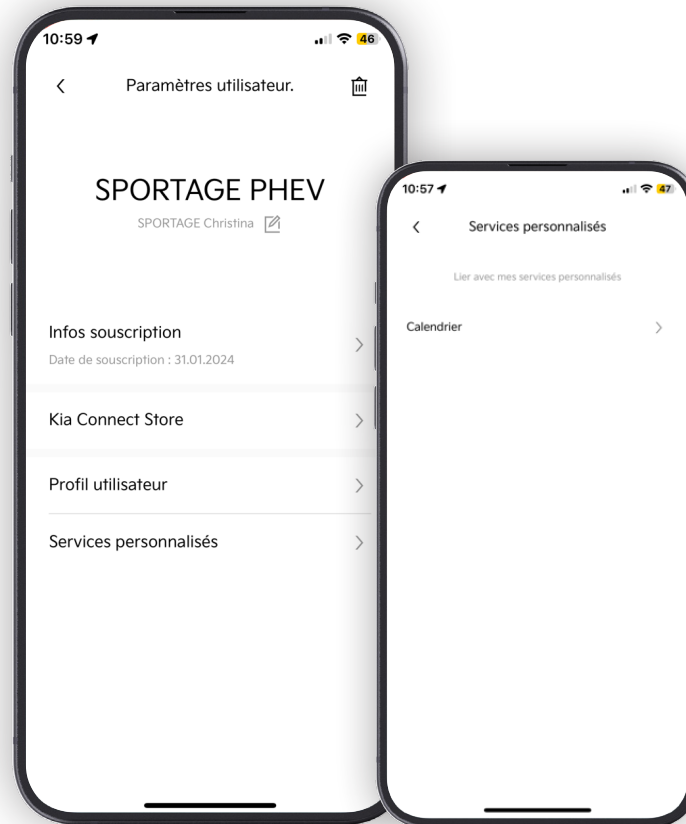 10:59
46
Paramètres utilisateur.
SPORTAGE PHEV
SPORTAGE Christina
Infos souscription
Date de souscription : 31.01.2024
Kia Connect Store
Profil utilisateur
Services personnalisés
10:57
47
Services personnalisés
Lier avec mes services personnalisés
Calendrier